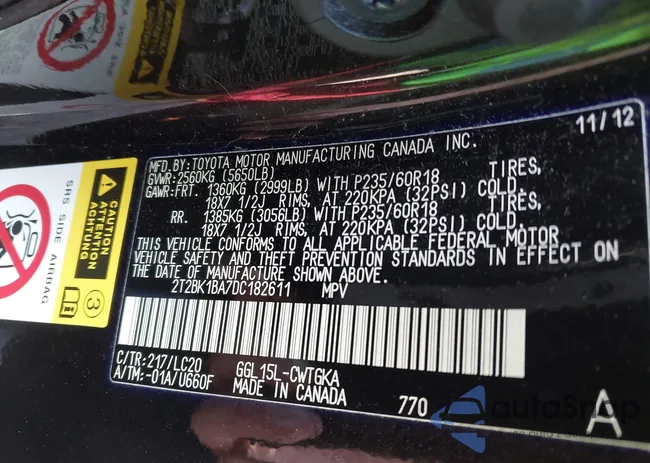 11/12
MFD.BY:TOYOTA MOTOR MANUFACTURING CANADA INC.
GVWR:2560KG (5650LB)
GAWR:FRT. 1360KG (2999LB) WITH P235/60R18 TIRES,
18X7 1/2J RIMS, AT 220KPA (32PSI) COLD.
RR. 1385KG (3056LB) WITH P235/60R18 TIRES,
18X7 1/2J RIMS, AT 220KPA (32PSI) COLD.
THIS VEHICLE CONFORMS TO ALL APPLICABLE FEDERAL MOTOR
VEHICLE SAFETY AND THEFT PREVENTION STANDARDS IN EFFECT ON
THE DATE OF MANUFACTURE SHOWN ABOVE.
2T2BK1BA7DC182611 MPV
C/TR:217/LC20 GGL15L-CWTGKA
A/TM:-01A/U660F MADE IN CANADA
770
A
SRS SIDE AIRBAG
CAUTION
ATTENTION
ACHTUNG
3
autoSnap